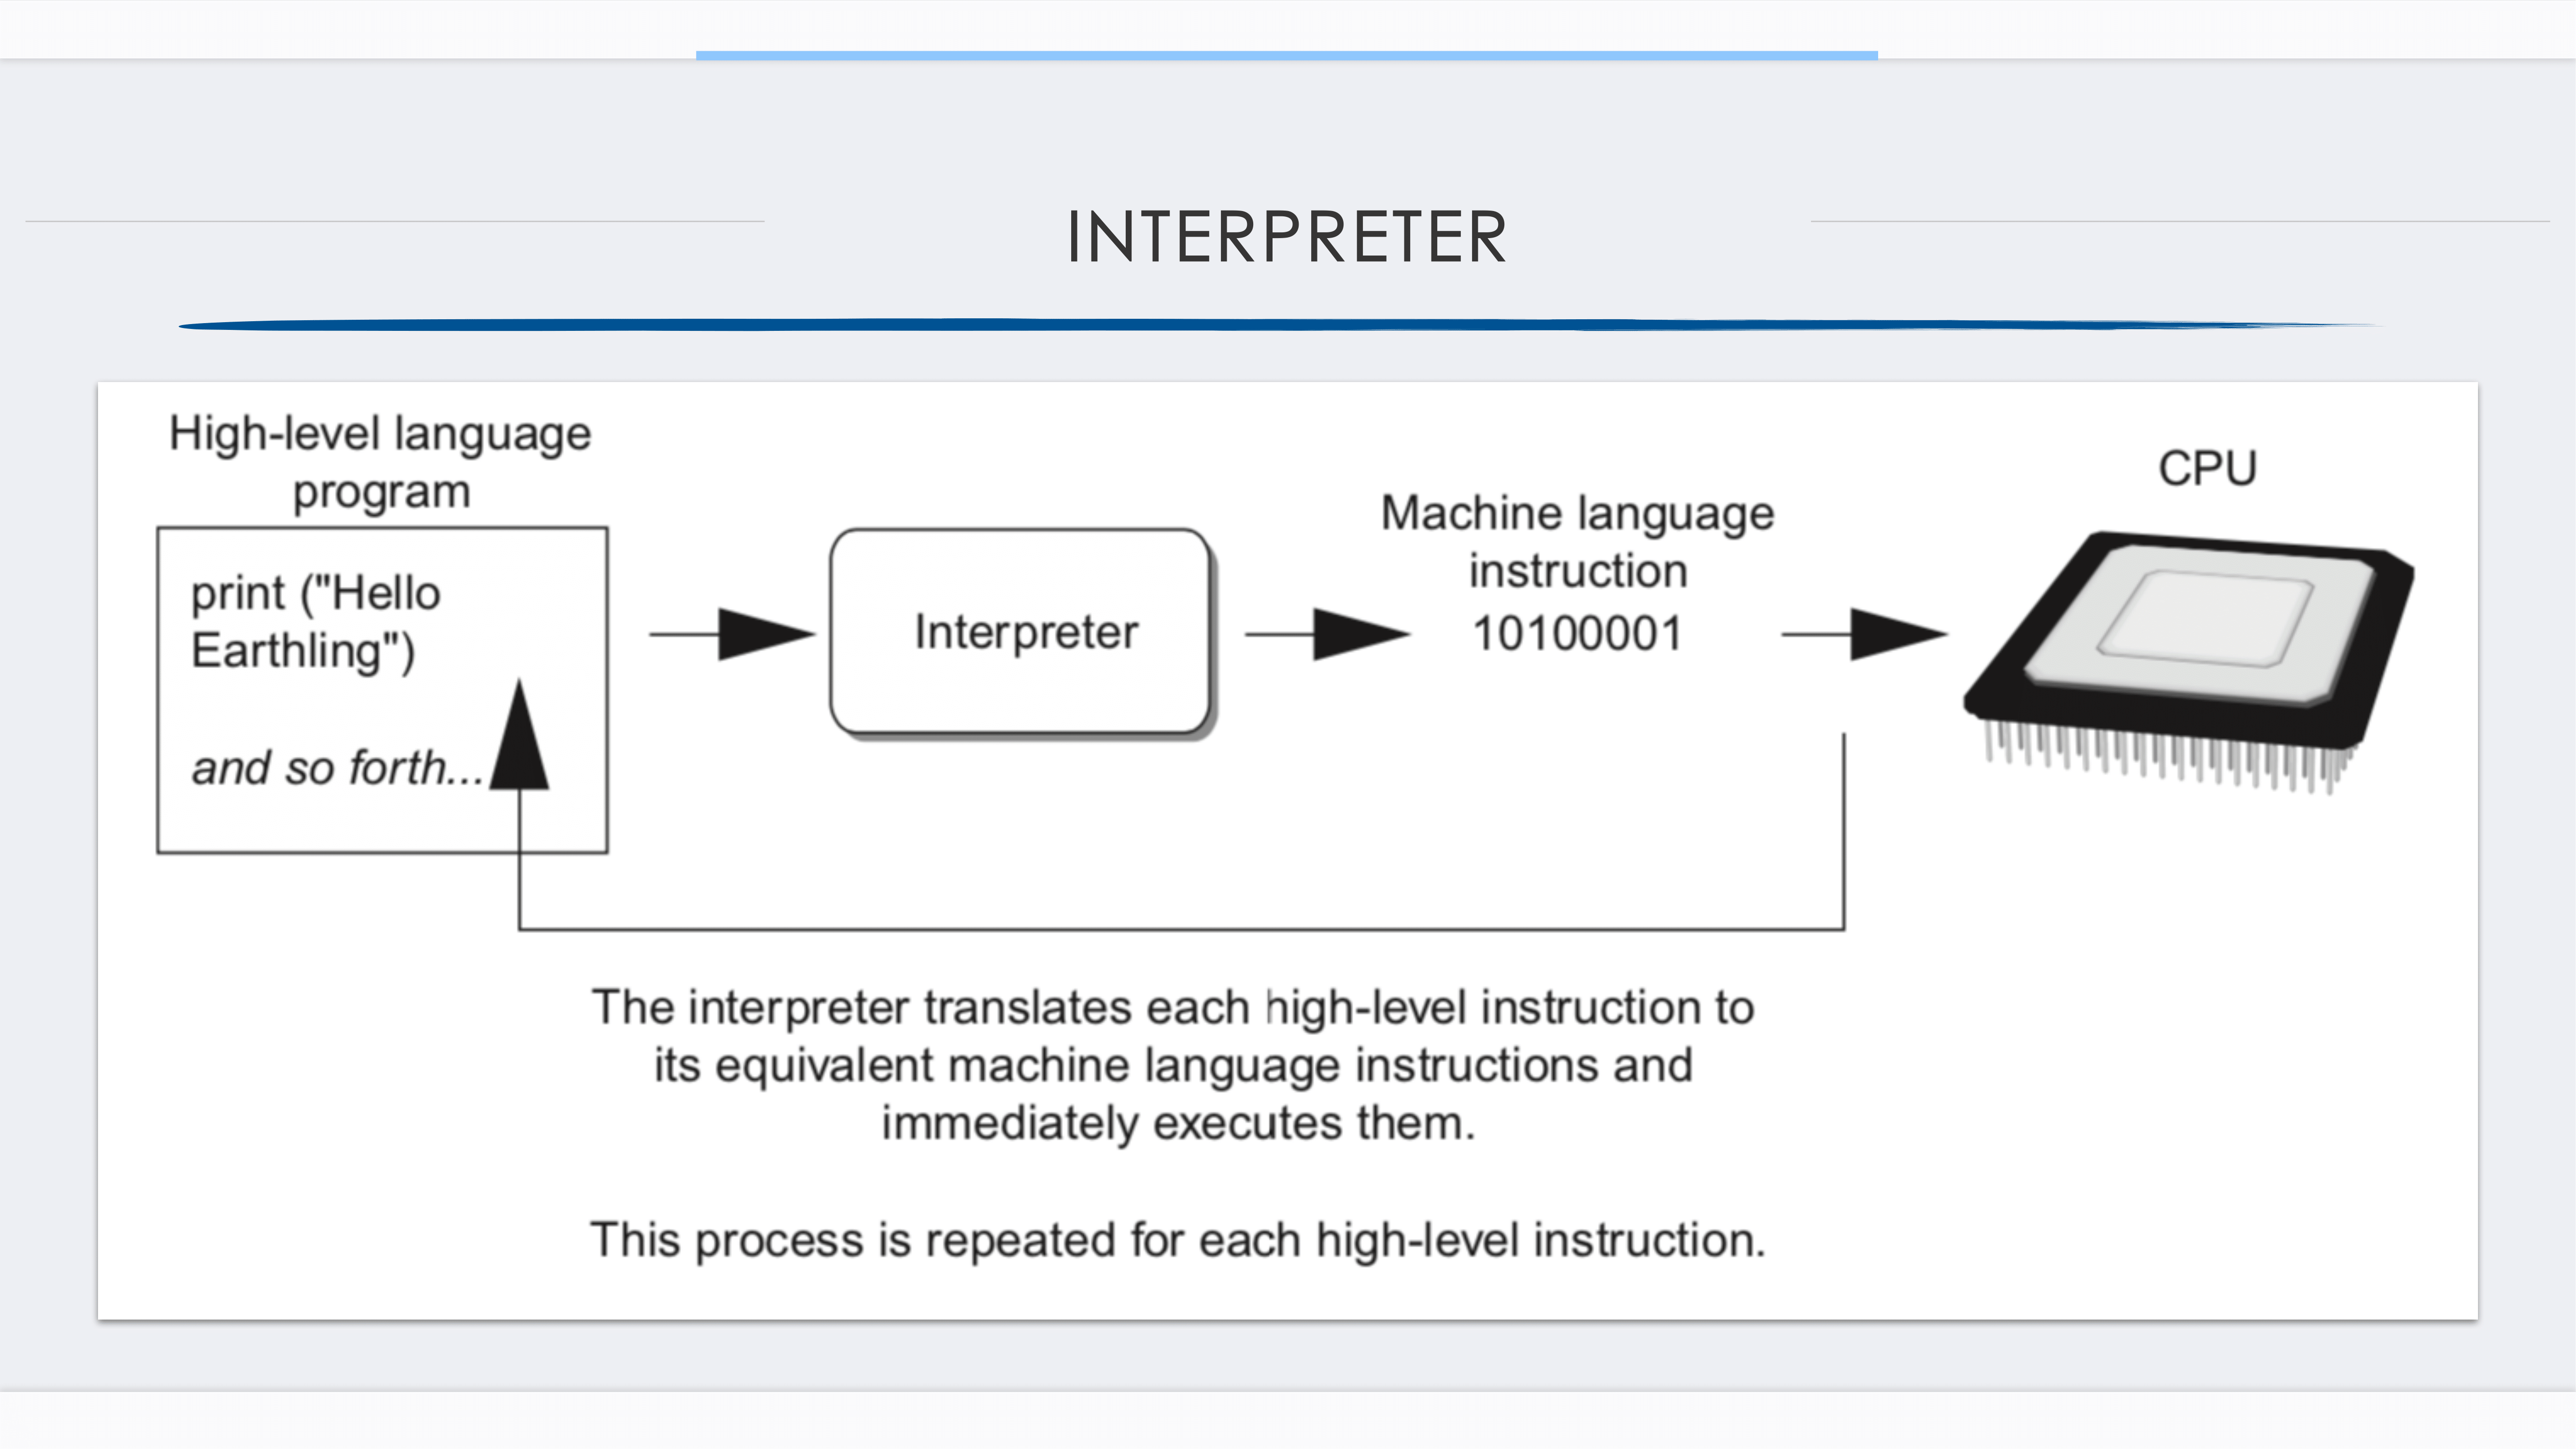 INTERPRETER
High-level language
program
print ("Hello
Earthling")
and so forth...
Interpreter
Machine language
instruction
10100001
CPU
The interpreter translates each high-level instruction to
its equivalent machine language instructions and
immediately executes them.
This process is repeated for each high-level instruction.